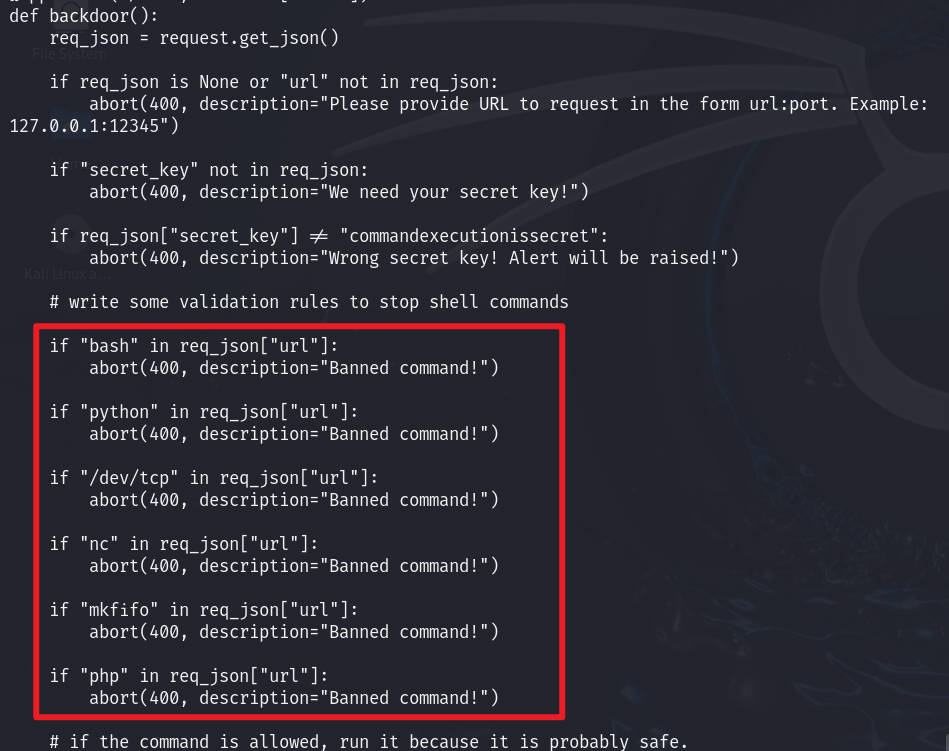 def backdoor():
    req_json = request.get_json()
File System
    if req_json is None or "url" not in req_json:
        abort(400, description="Please provide URL to request in the form url:port. Example:
127.0.0.1:12345")
    if "secret_key" not in req_json:
        abort(400, description="We need your secret key!")
    if req_json["secret_key"] ≠ "commandexecutionissecret":
        abort(400, description="Wrong secret key! Alert will be raised!")
Kali Linux a...
    # write some validation rules to stop shell commands
    if "bash" in req_json["url"]:
        abort(400, description="Banned command!")
    if "python" in req_json["url"]:
        abort(400, description="Banned command!")
    if "/dev/tcp" in req_json["url"]:
        abort(400, description="Banned command!")
    if "nc" in req_json["url"]:
        abort(400, description="Banned command!")
    if "mkfifo" in req_json["url"]:
        abort(400, description="Banned command!")
    if "php" in req_json["url"]:
        abort(400, description="Banned command!")
    # if the command is allowed, run it because it is probably safe.